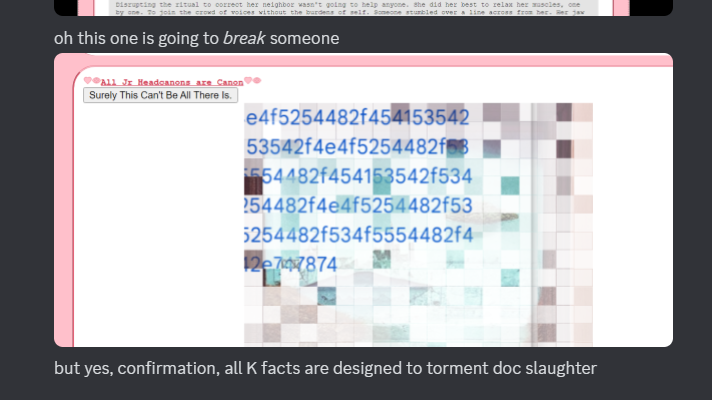 Disrupting the ritual to correct her neighbor wasn't going to help anyone. She did her best to relax her muscles, one
by one. To join the crowd of voices without the burdens of self. Someone stumbled over a line across from her. Her jaw
oh this one is going to break someone
All Jr Headcanons are Canon
Surely This Can't Be All There Is.
e4f5254482f454153542
53542f4e4f5254482f53
5554482f454153542f534
254482f4e4f5254482f53
5254482f534f5554482f4
2e747874
but yes, confirmation, all K facts are designed to torment doc slaughter